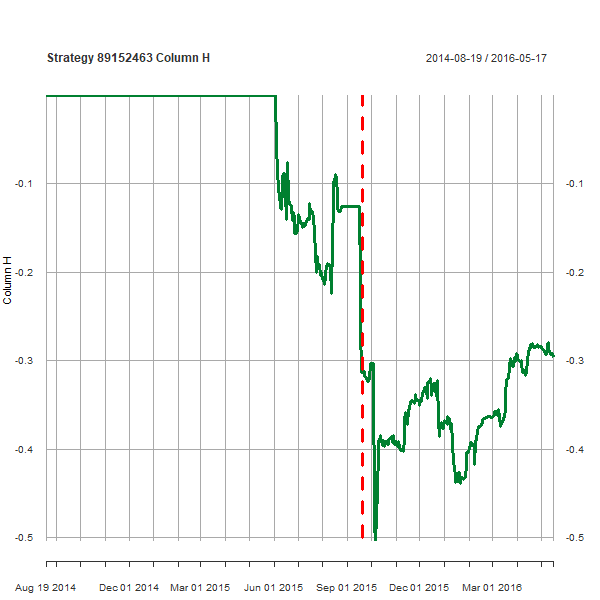 Strategy 89152463 Column H
2014-08-19 / 2016-05-17
-0.1 -0.1
-0.2 -0.2
Column H
-0.3 -0.3
-0.4 -0.4
-0.5 -0.5
Aug 19 2014 Dec 01 2014 Mar 01 2015 Jun 01 2015 Sep 01 2015 Dec 01 2015 Mar 01 2016